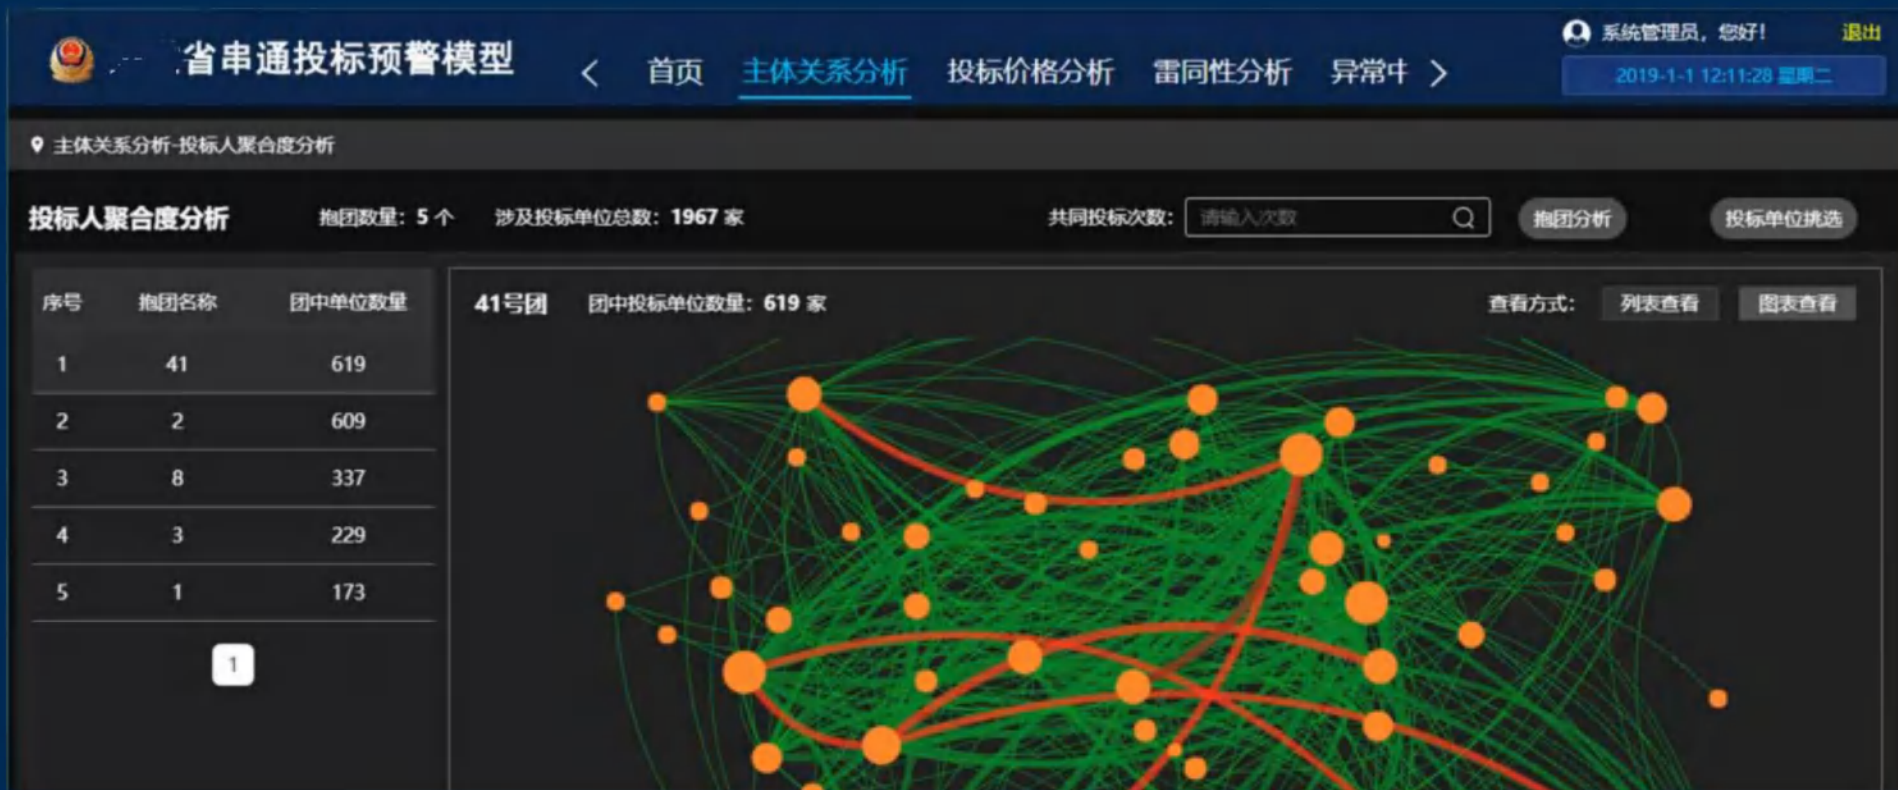 省串通投标预警模型
首页 主体关系分析 投标价格分析 雷同性分析 异常中
系统管理员，您好！ 退出
2019-1-1 12:11:28 星期二
主体关系分析-投标人聚合度分析
投标人聚合度分析 抱团数量：5 个 涉及投标单位总数：1967 家 共同投标次数： 请输入次数 抱团分析 投标单位挑选
序号 抱团名称 团中单位数量
1 41 619
2 2 609
3 8 337
4 3 229
5 1 173
1
41号团 团中投标单位数量：619 家 查看方式： 列表查看 图表查看